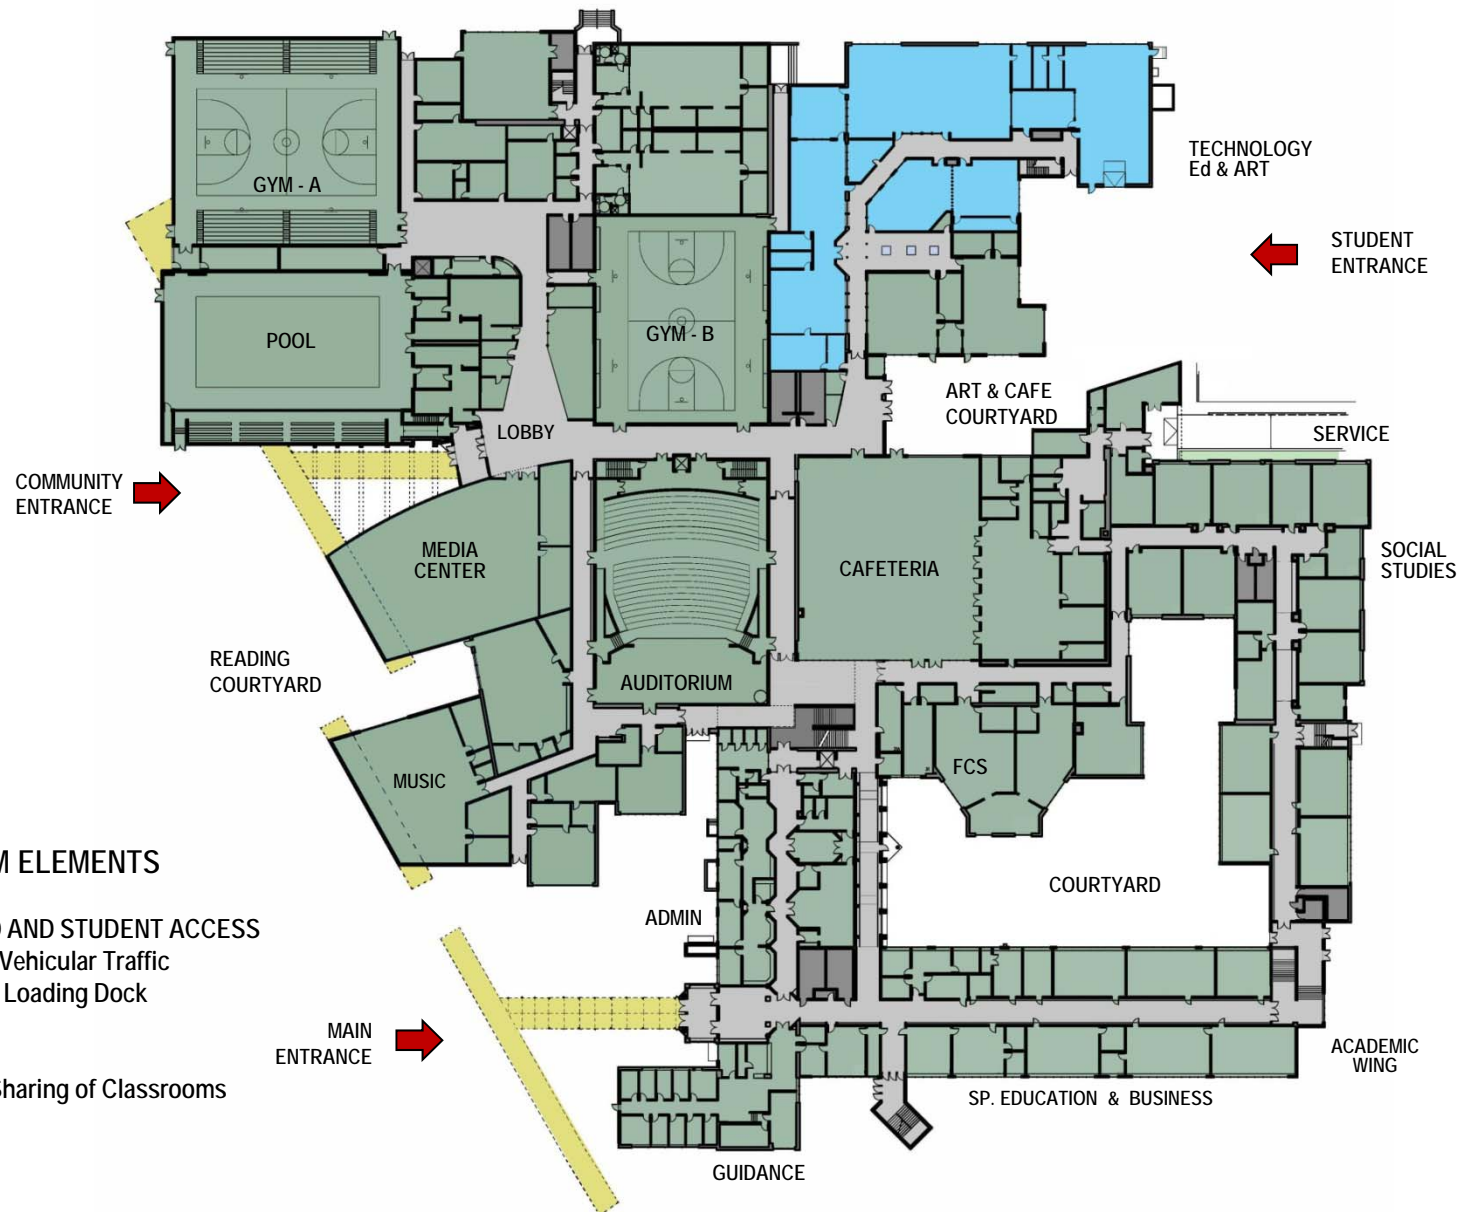 GYM - A
TECHNOLOGY
Ed & ART
STUDENT
ENTRANCE
POOL
GYM - B
ART & CAFE
COURTYARD
LOBBY
SERVICE
COMMUNITY
ENTRANCE
MEDIA
CENTER
CAFETERIA
SOCIAL
STUDIES
READING
COURTYARD
AUDITORIUM
MUSIC
FCS
ELEMENTS
COURTYARD
ADMIN
AND STUDENT ACCESS
Vehicular Traffic
Loading Dock
MAIN
ENTRANCE
ACADEMIC
WING
Sharing of Classrooms
SP. EDUCATION & BUSINESS
GUIDANCE